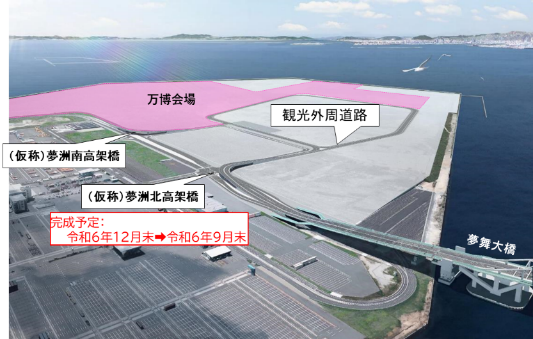 万博会場
観光外周道路
（仮称）夢洲南高架橋
（仮称）夢洲北高架橋
完成予定：
令和6年12月末➡令和6年9月末
夢舞大橋